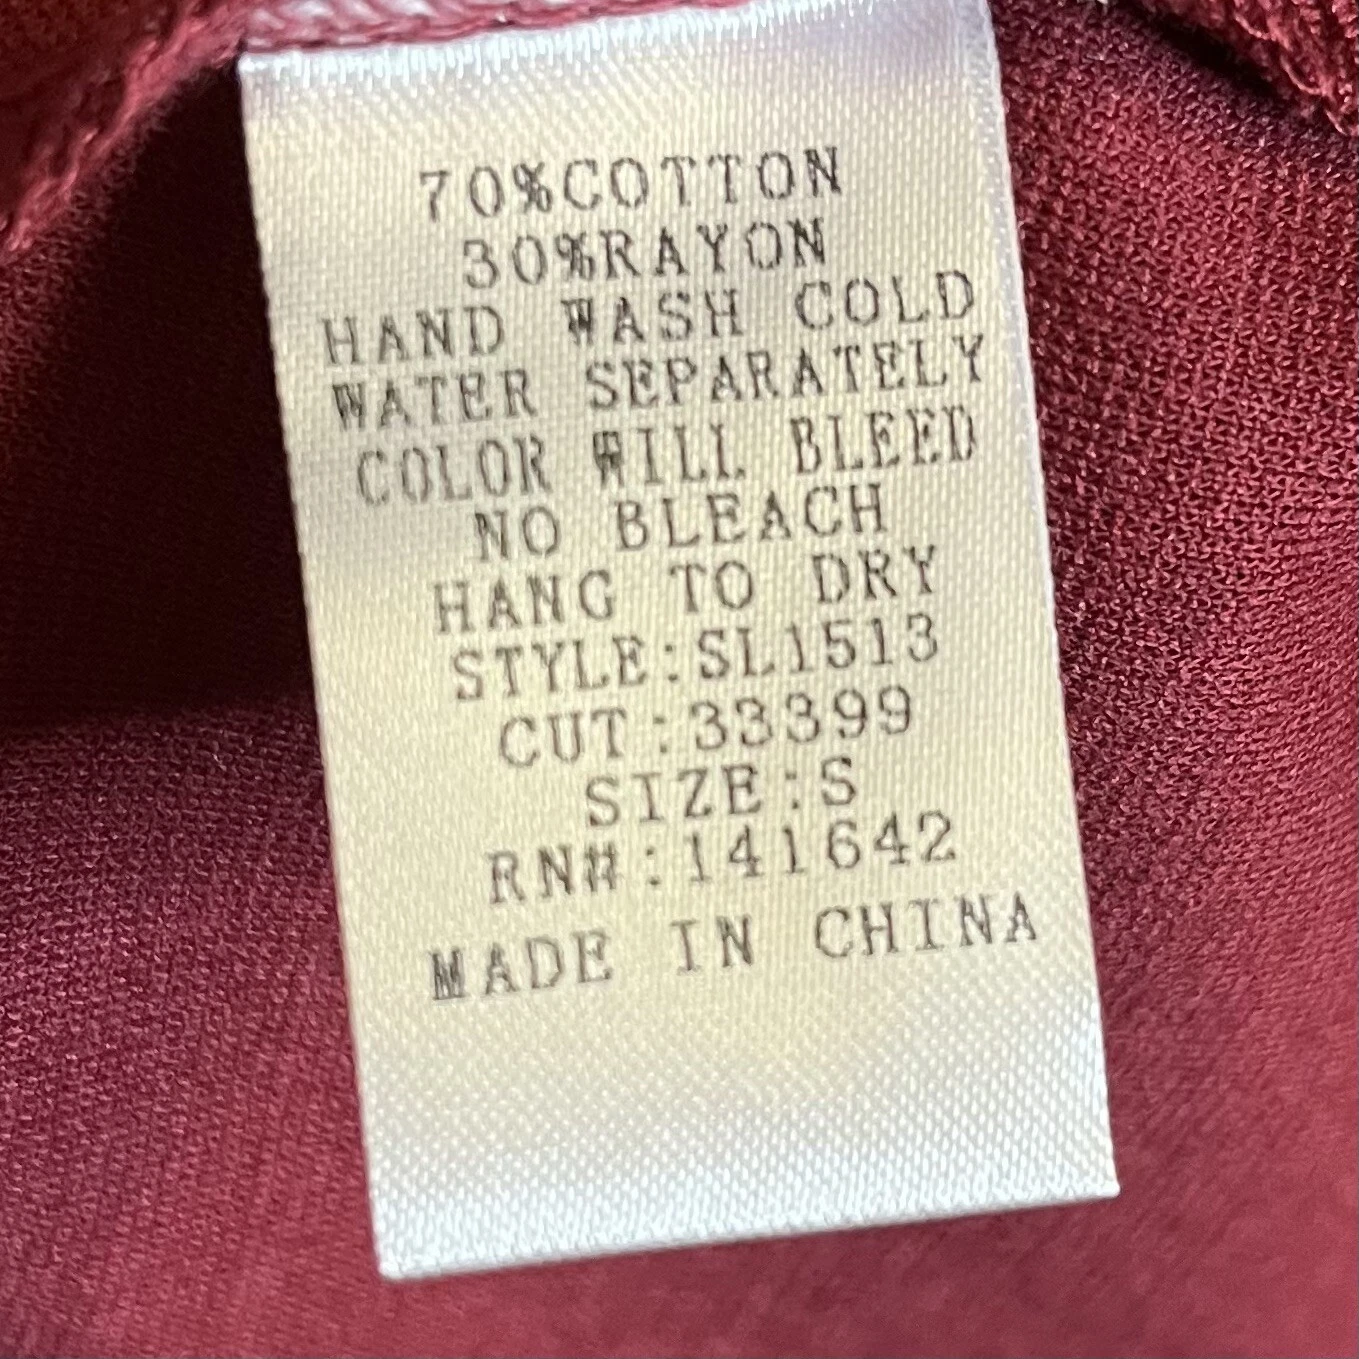 70%COTTON
30%RAYON
HAND WASH COLD
WATER SEPARATELY
COLOR WILL BLEED
NO BLEACH
HANG TO DRY
STYLE:SL1513
CUT:33399
SIZE:S
RN#:141642
MADE IN CHINA